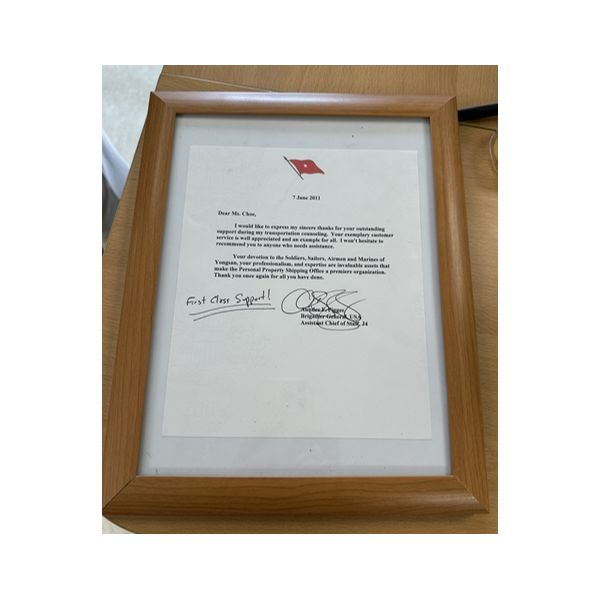 7 June 2011
Dear Ms. Choe,
I would like to express my sincere thanks for your outstanding
support during my transportation counseling. Your exemplary customer
service is well appreciated and an example for all. I won't hesitate to
recommend you to anyone who needs assistance.
Your devotion to the Soldiers, Sailors, Airman and Marines of
Yongsan, your professionalism, and expertise are invaluable assets that
make the Personal Property Shipping Office a premiere organization.
Thank you once again for all you have done.
First Class Support!
Brigadier General, USA
Assistant Chief of Staff, J4